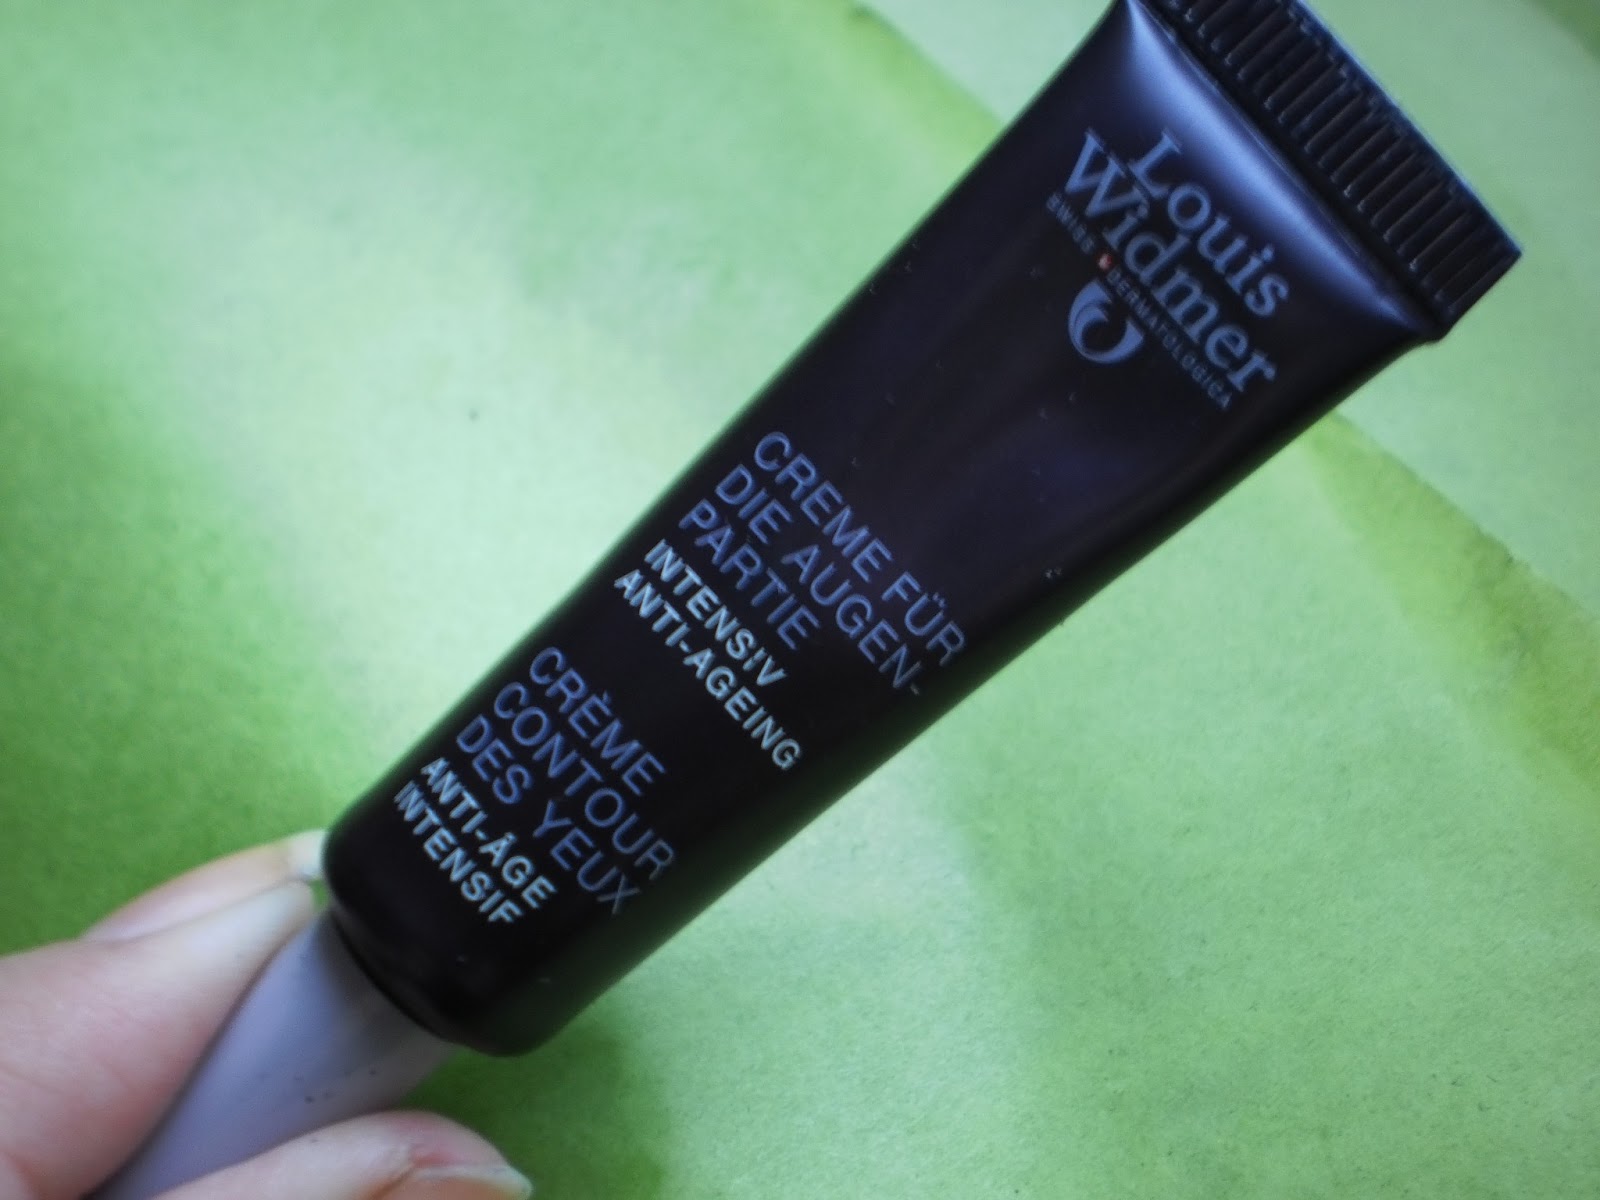 Louis
Widmer
SWISS DERMATOLOGICA
CREME FÜR
DIE AUGEN-
PARTIE
INTENSIV
ANTI-AGEING
CRÈME
CONTOUR
DES YEUX
ANTI-ÂGE
INTENSIF